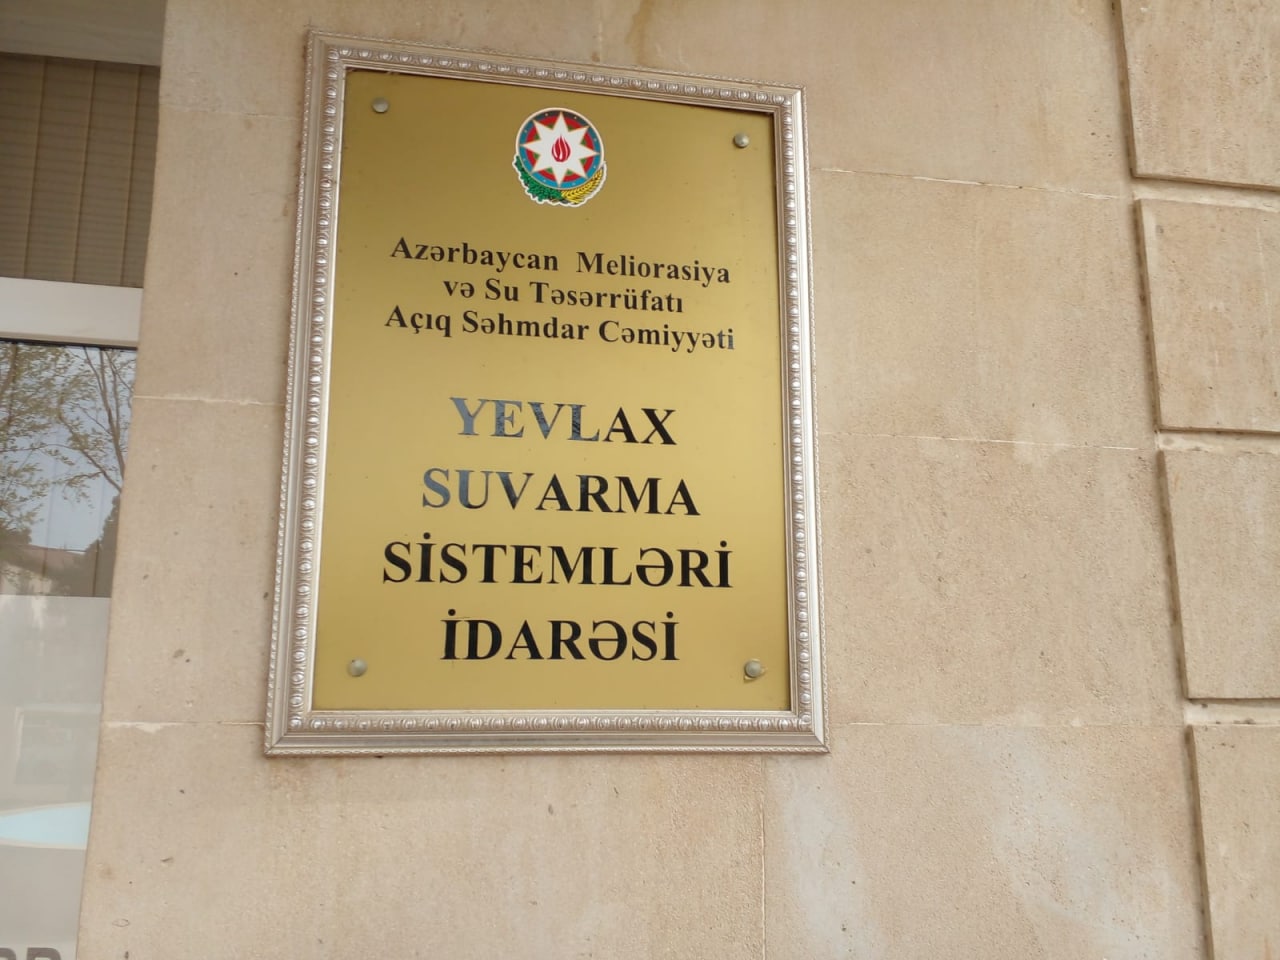 Azərbaycan Meliorasiya
və Su Təsərrüfatı
Açıq Səhmdar Cəmiyyəti
YEVLAX
SUVARMA
SİSTEMLƏRİ
İDARƏSİ